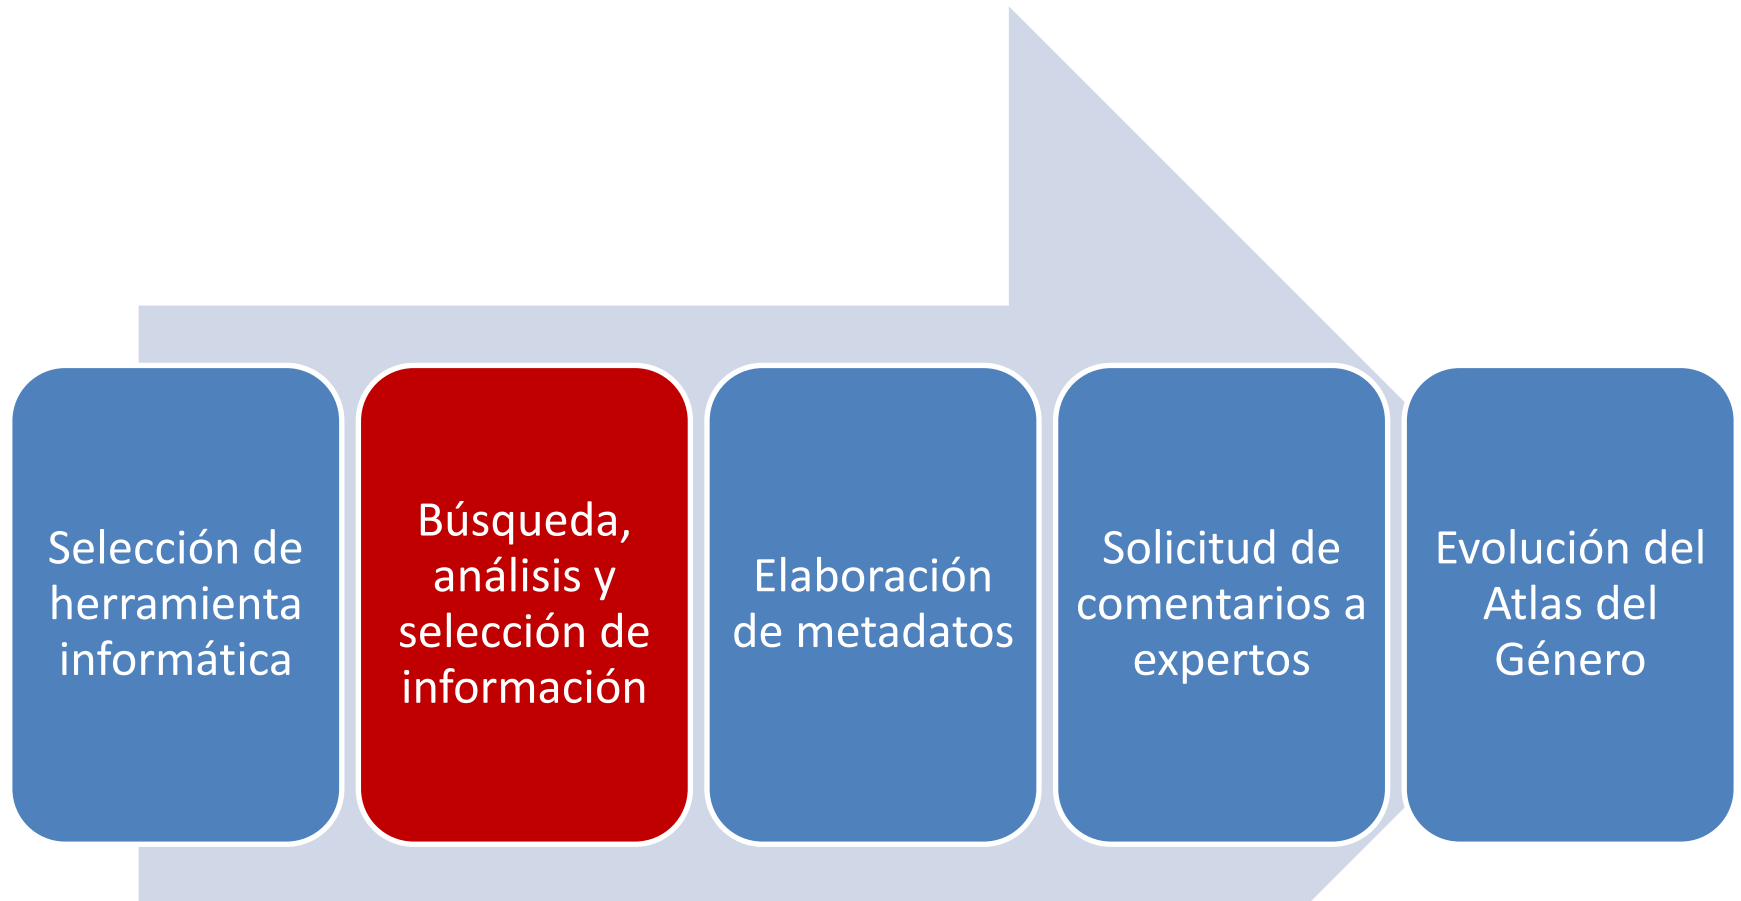 Selección de
herramienta
informática
Búsqueda,
análisis y
selección de
información
Elaboración
de metadatos
Solicitud de
comentarios a
expertos
Evolución del
Atlas del
Género